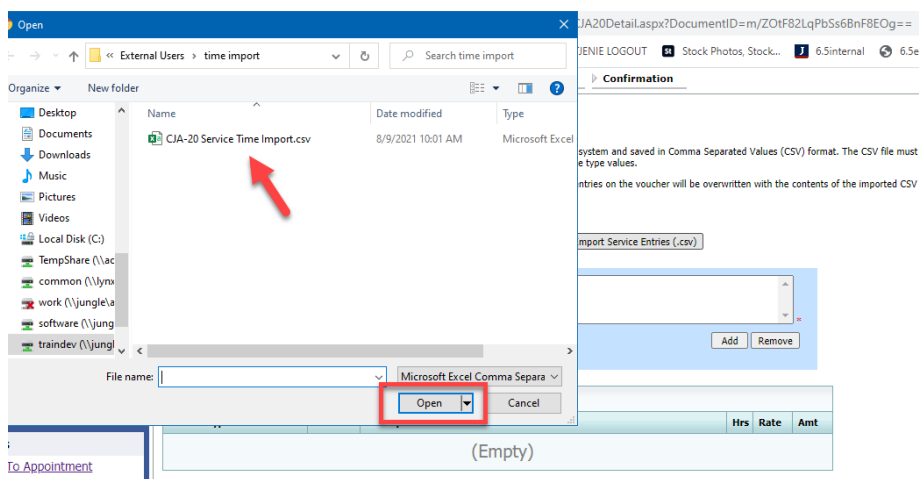 Open
JA20Detail.aspx?DocumentID=m/ZOtF82LqPbSs6BnF8EOg==
« External Users › time import
Search time import
JENIE LOGOUT St Stock Photos, Stock... J 6.5internal 6.5e
Organize New folder
Confirmation
Name Date modified Type
Desktop
Documents
Downloads
Music
Pictures
Videos
Local Disk (C:)
TempShare (\\ac
common (\\lynx
work (\\jungle\a
software (\\jung
traindev (\\jungl
CJA-20 Service Time Import.csv 8/9/2021 10:01 AM Microsoft Excel
system and saved in Comma Separated Values (CSV) format. The CSV file must
e type values.
ntries on the voucher will be overwritten with the contents of the imported CSV
mport Service Entries (.csv)
*
Add Remove
File name: Microsoft Excel Comma Separa
Open Cancel
Hrs Rate Amt
(Empty)
To Appointment